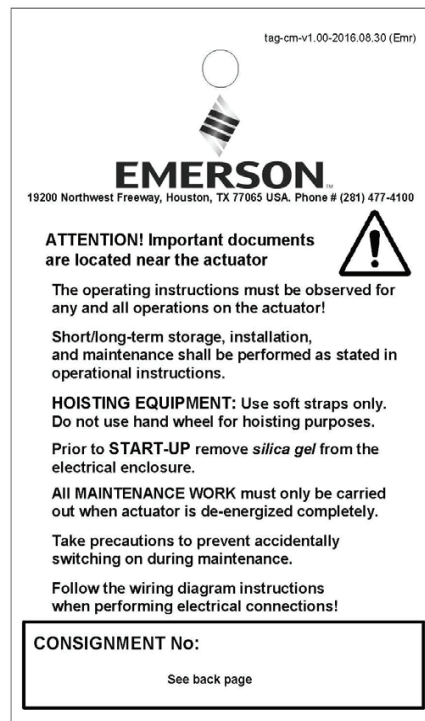 tag-cm-v1.00-2016.08.30 (Emr)
EMERSON™
19200 Northwest Freeway, Houston, TX 77065 USA. Phone # (281) 477-4100
ATTENTION! Important documents
are located near the actuator
The operating instructions must be observed for
any and all operations on the actuator!
Short/long-term storage, installation,
and maintenance shall be performed as stated in
operational instructions.
HOISTING EQUIPMENT: Use soft straps only.
Do not use hand wheel for hoisting purposes.
Prior to START-UP remove silica gel from the
electrical enclosure.
All MAINTENANCE WORK must only be carried
out when actuator is de-energized completely.
Take precautions to prevent accidentally
switching on during maintenance.
Follow the wiring diagram instructions
when performing electrical connections!
CONSIGNMENT No:
See back page